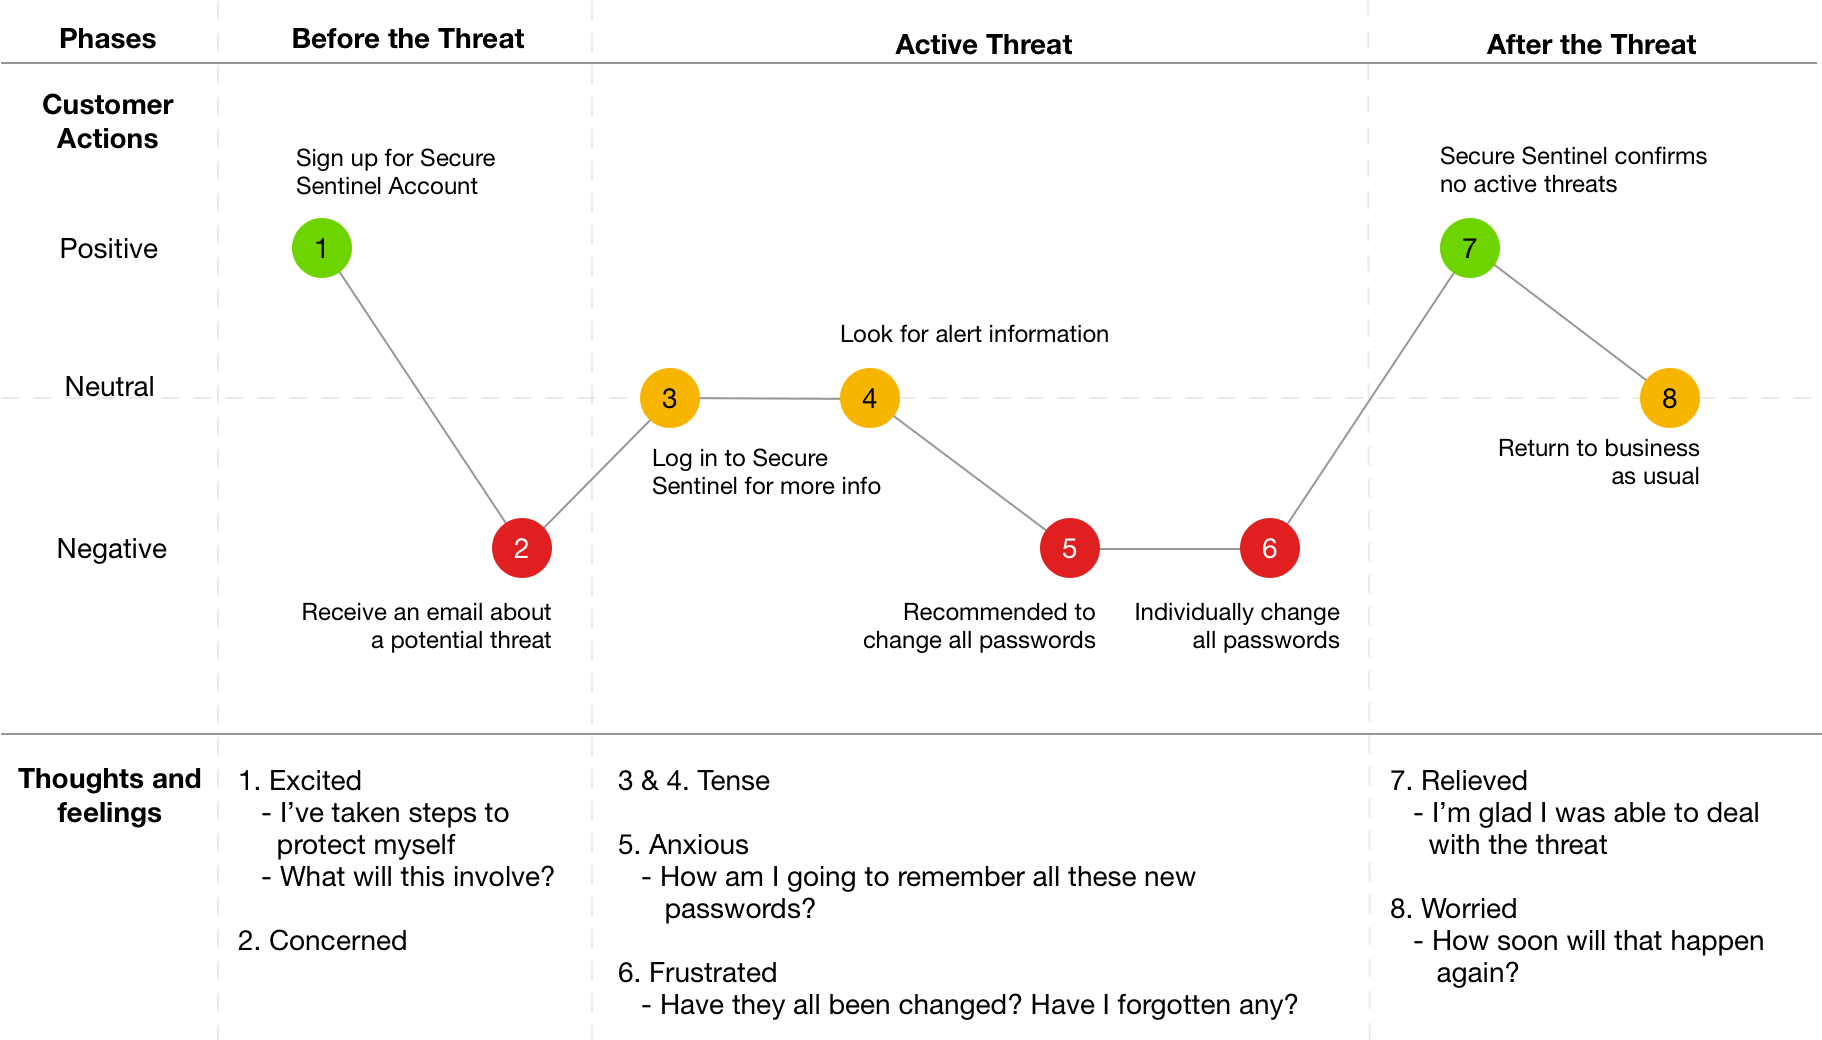 Phases
Before the Threat
Active Threat
After the Threat
Customer
Actions
Sign up for Secure
Sentinel Account
Secure Sentinel confirms
no active threats
Positive
1
7
Look for alert information
Neutral
3
4
8
Log in to Secure
Sentinel for more info
Return to business
as usual
Negative
2
5
6
Receive an email about
a potential threat
Recommended to
change all passwords
Individually change
all passwords
Thoughts and
feelings
1. Excited
- I’ve taken steps to
protect myself
- What will this involve?
2. Concerned
3 & 4. Tense
5. Anxious
- How am I going to remember all these new
passwords?
6. Frustrated
- Have they all been changed? Have I forgotten any?
7. Relieved
- I’m glad I was able to deal
with the threat
8. Worried
- How soon will that happen
again?